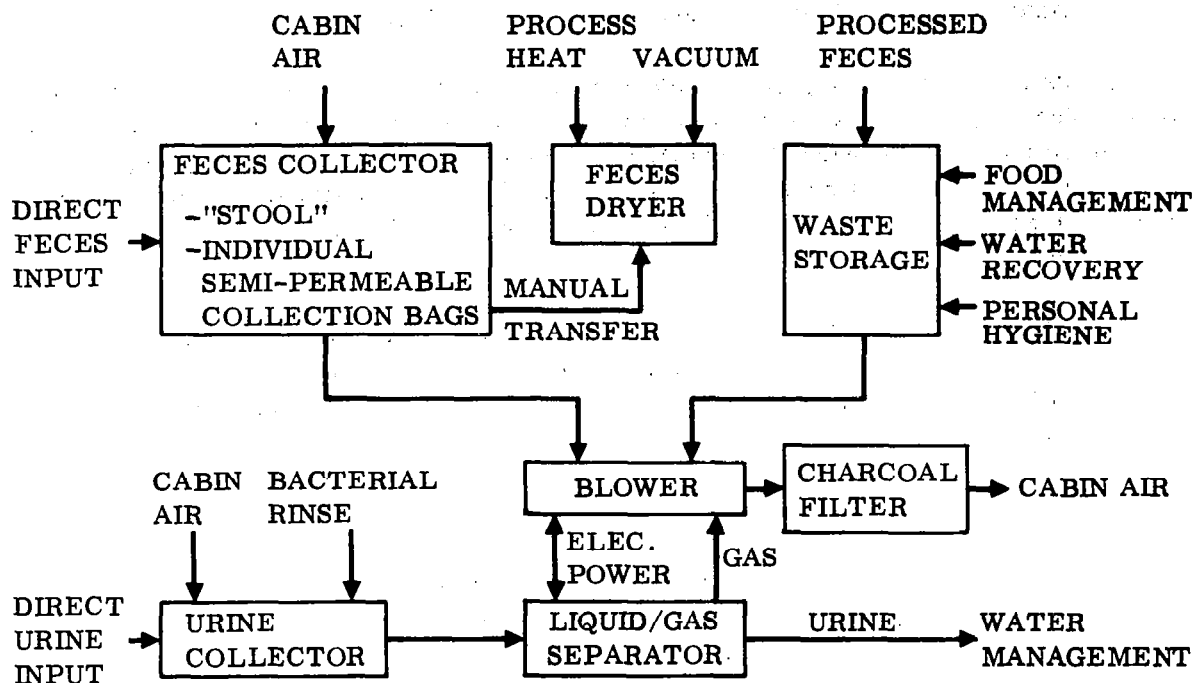 CABIN
AIR
PROCESS
HEAT
VACUUM
PROCESSED
FECES
FECES COLLECTOR
-"STOOL"
-INDIVIDUAL
SEMI-PERMEABLE
COLLECTION BAGS
DIRECT
FECES
INPUT
FECES
DRYER
MANUAL
TRANSFER
WASTE
STORAGE
FOOD
MANAGEMENT
WATER
RECOVERY
PERSONAL
HYGIENE
BLOWER
CHARCOAL
FILTER
CABIN AIR
CABIN
AIR
BACTERIAL
RINSE
ELEC.
POWER
GAS
DIRECT
URINE
INPUT
URINE
COLLECTOR
LIQUID/GAS
SEPARATOR
URINE
WATER
MANAGEMENT